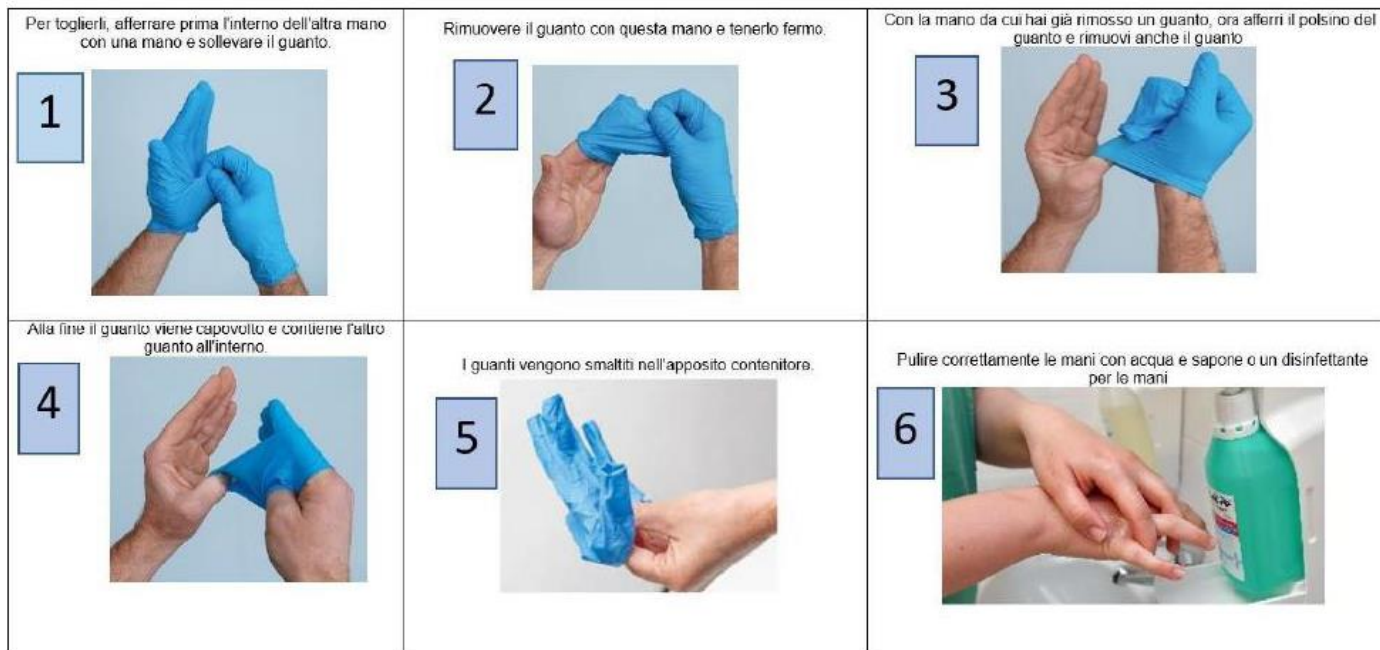 Per toglierli, afferrare prima l'interno dell'altra mano
con una mano e sollevare il guanto.
1
Rimuovere il guanto con questa mano e tenerlo fermo.
2
Con la mano da cui hai già rimosso un guanto, ora afferri il polsino del
guanto e rimuovi anche il guanto
3
Alla fine il guanto viene capovolto e contiene l'altro
guanto all'interno.
4
I guanti vengono smaltiti nell'apposito contenitore.
5
Pulire correttamente le mani con acqua e sapone o un disinfettante
per le mani
6